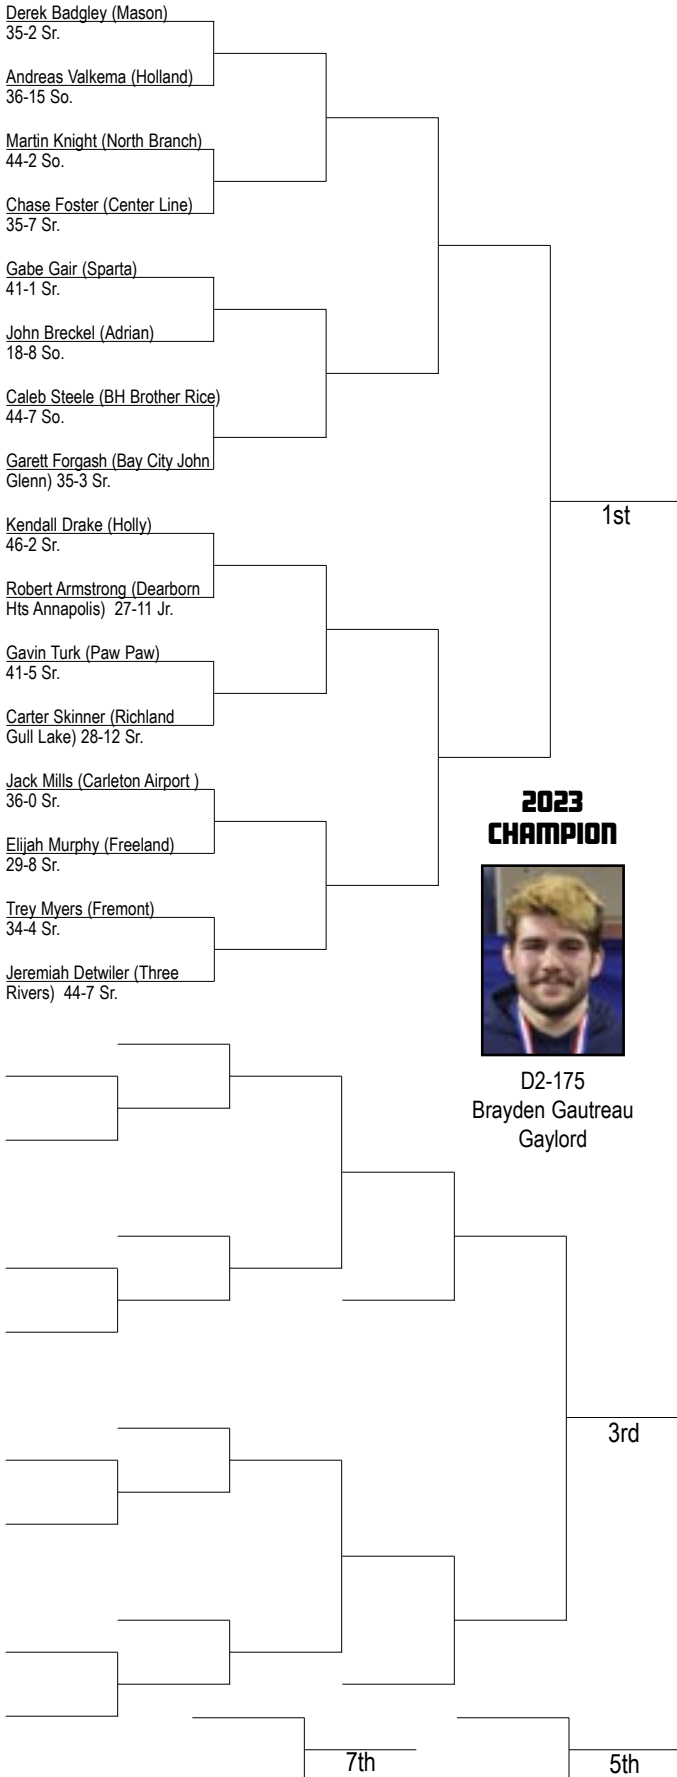 Derek Badgley (Mason)
35-2 Sr.
Andreas Valkema (Holland)
36-15 So.
Martin Knight (North Branch)
44-2 So.
Chase Foster (Center Line)
35-7 Sr.
Gabe Gair (Sparta)
41-1 Sr.
John Breckel (Adrian)
18-8 So.
Caleb Steele (BH Brother Rice)
44-7 So.
Garett Forgash (Bay City John
Glenn) 35-3 Sr.
1st
Kendall Drake (Holly)
46-2 Sr.
Robert Armstrong (Dearborn
Hts Annapolis)  27-11 Jr.
Gavin Turk (Paw Paw)
41-5 Sr.
Carter Skinner (Richland
Gull Lake) 28-12 Sr.
Jack Mills (Carleton Airport )
36-0 Sr.
Elijah Murphy (Freeland)
29-8 Sr.
Trey Myers (Fremont)
34-4 Sr.
Jeremiah Detwiler (Three
Rivers)  44-7 Sr.
2023
CHAMPION
D2-175
Brayden Gautreau
Gaylord
3rd
7th
5th